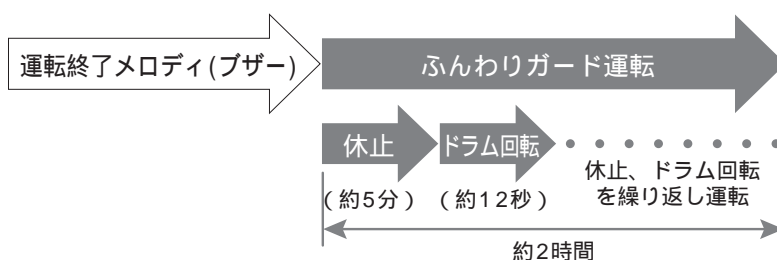 運転終了メロディ(ブザー)
ふんわりガード運転
休止
ドラム回転
休止、ドラム回転
を繰り返し運転
(約5分)
(約12秒)
約2時間